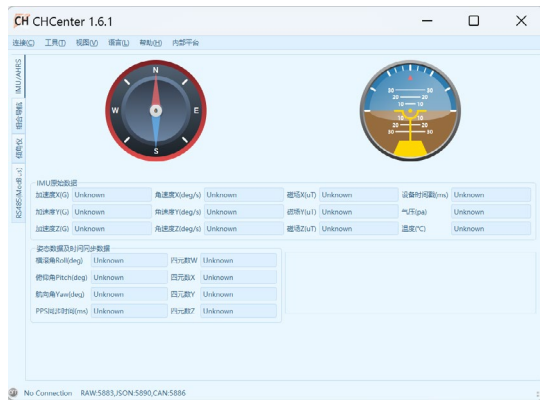 CH CHCenter 1.6.1
连接(C) 工具(T) 视图(V) 语言(L) 帮助(H) 内部平台
IMU/AHRS
组合导航
倾角仪
N
W E
S
30 30
20 20
10 10
10 10
20 20
30 30
IMU原始数据
加速度X(G) Unknown 角速度X(deg/s) Unknown 磁场X(uT) Unknown 设备时间戳(ms) Unknown
加速度Y(G) Unknown 角速度Y(deg/s) Unknown 磁场Y(uT) Unknown 气压(pa) Unknown
加速度Z(G) Unknown 角速度Z(deg/s) Unknown 磁场Z(uT) Unknown 温度(℃) Unknown
姿态数据及时间同步数据
横滚角Roll(deg) Unknown 四元数W Unknown
俯仰角Pitch(deg) Unknown 四元数X Unknown
航向角Yaw(deg) Unknown 四元数Y Unknown
PPS同步时间(ms) Unknown 四元数Z Unknown
No Connection RAW:5883,JSON:5890,CAN:5886